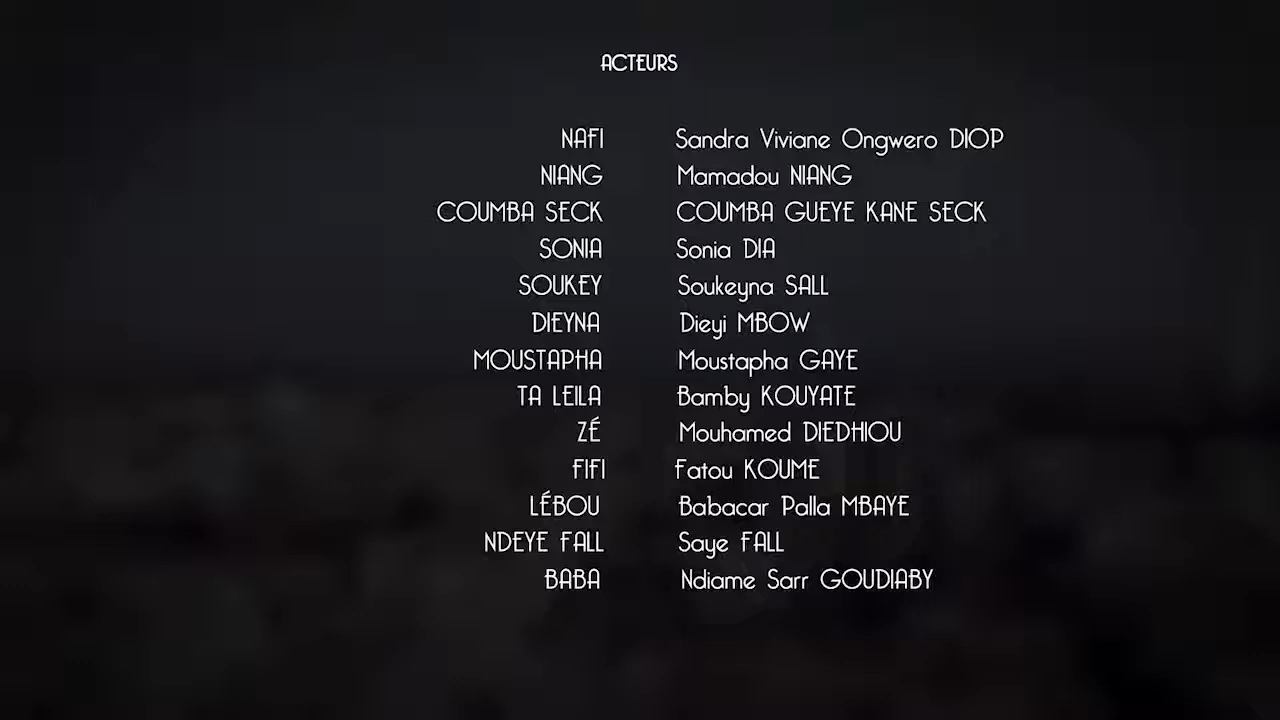 ACTEURS
NAFI Sandra Viviane Ongwero DIOP
NIANG Mamadou NIANG
COUMBA SECK COUMBA GUEYE KANE SECK
SONIA Sonia DIA
SOUKEY Soukeyna SALL
DIEYNA Dieyi MBOW
MOUSTAPHA Moustapha GAYE
TA LEILA Bamby KOUYATE
ZÉ Mouhamed DIEDHIOU
FIFI Fatou KOUME
LÉBOU Babacar Palla MBAYE
NDEYE FALL Saye FALL
BABA Ndiame Sarr GOUDIABY